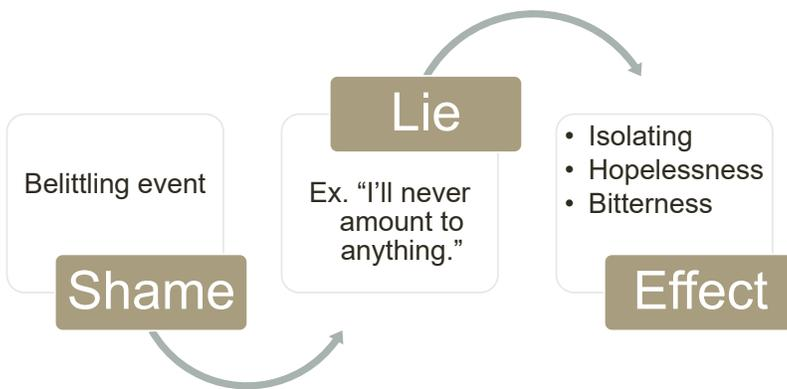 Belittling event
Shame
Lie
Ex. “I’ll never
amount to
anything.”
• Isolating
• Hopelessness
• Bitterness
Effect